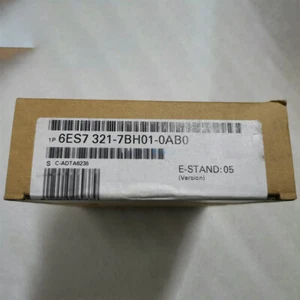 1P 6ES7 321-7BH01-0AB0
S C-ADTA6236
E-STAND: 05
(Version)